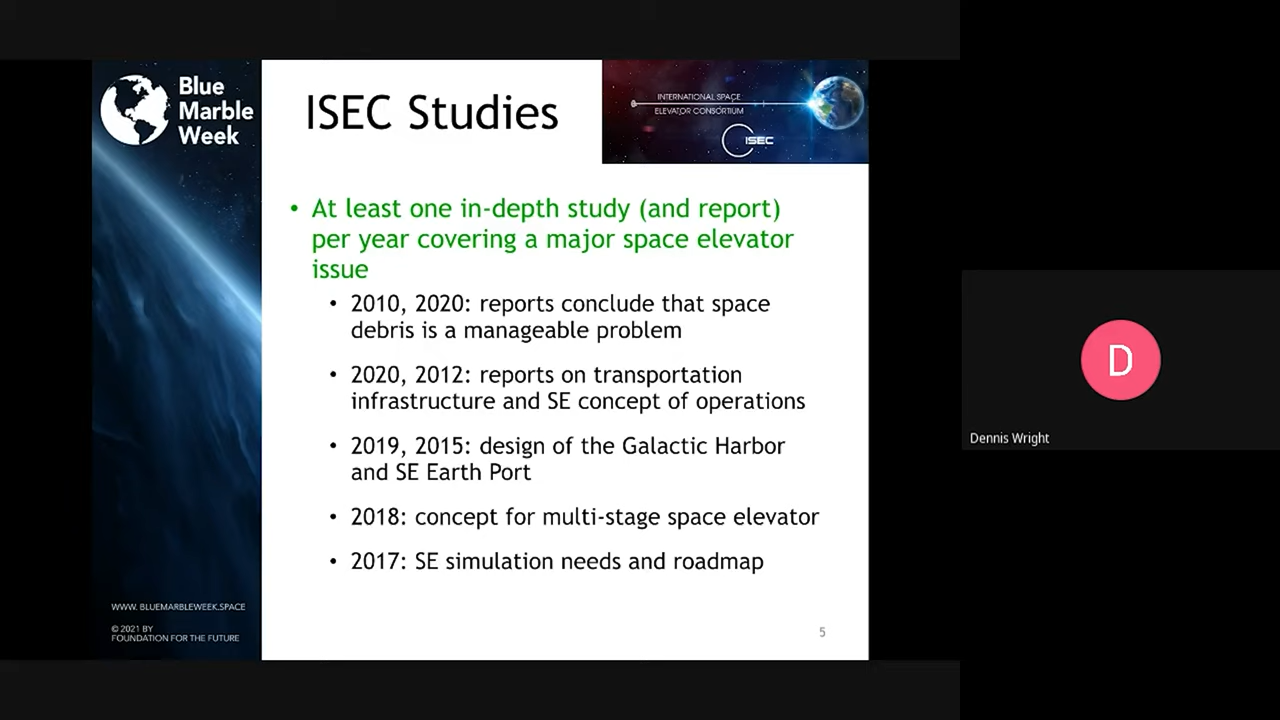 Blue
Marble
Week
ISEC Studies
INTERNATIONAL SPACE
ELEVATOR CONSORTIUM
ISEC
• At least one in-depth study (and report)
per year covering a major space elevator
issue
• 2010, 2020: reports conclude that space
debris is a manageable problem
• 2020, 2012: reports on transportation
infrastructure and SE concept of operations
• 2019, 2015: design of the Galactic Harbor
and SE Earth Port
• 2018: concept for multi-stage space elevator
• 2017: SE simulation needs and roadmap
WWW. BLUEMARBLEWEEK.SPACE
© 2021 BY
FOUNDATION FOR THE FUTURE
5
D
Dennis Wright